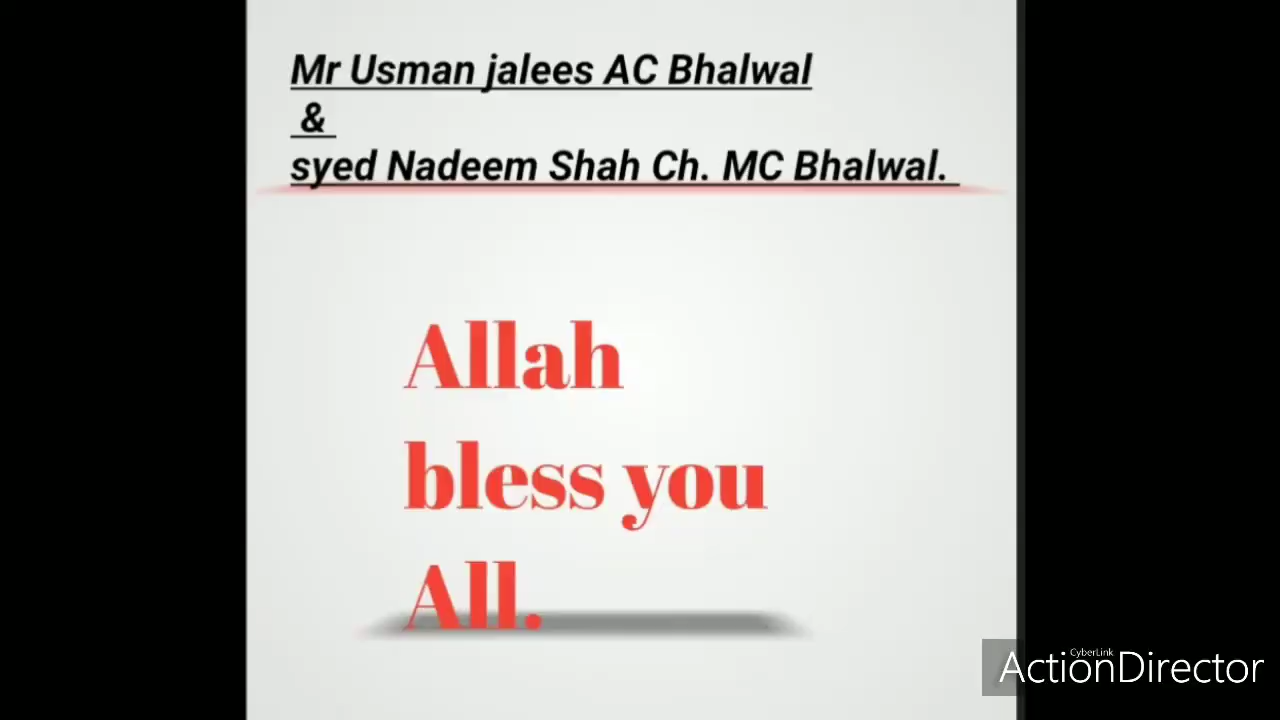 Mr Usman jalees AC Bhalwal
&
syed Nadeem Shah Ch. MC Bhalwal.
Allah
bless you
All.
CyberLink
ActionDirector